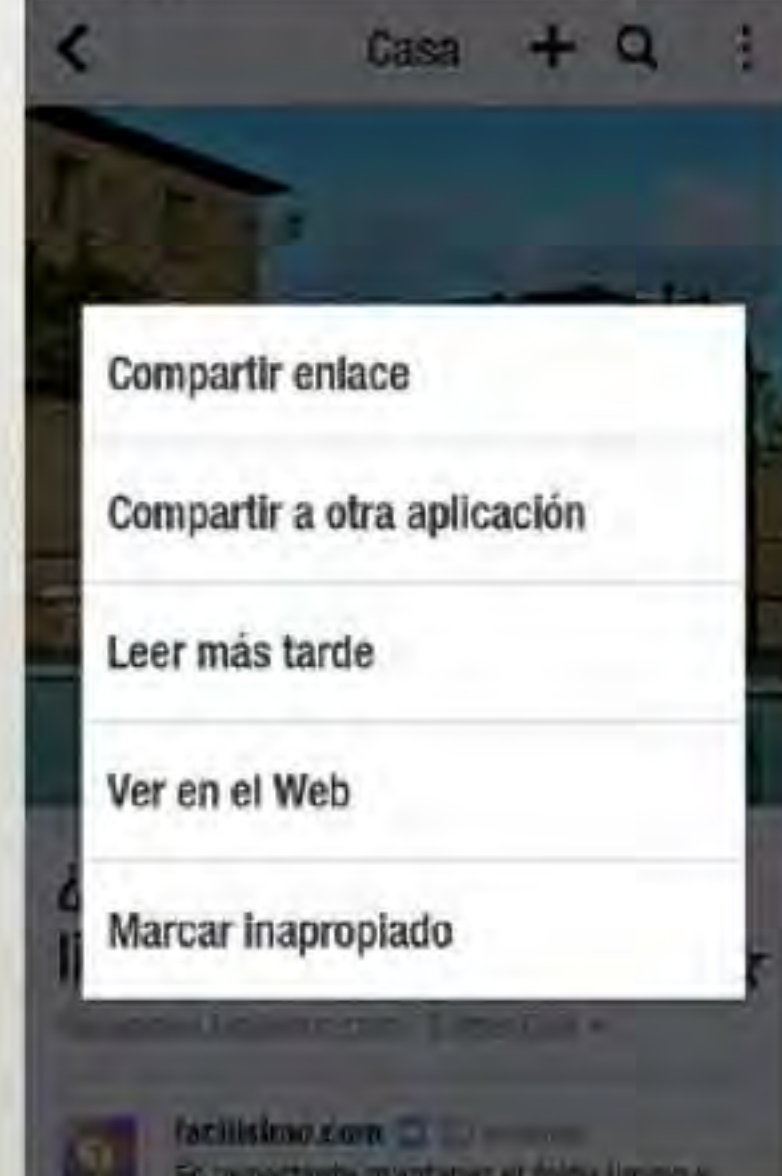 Casa
Compartir enlace
Compartir a otra aplicación
Leer más tarde
Ver en el Web
Marcar inapropiado
facilisimo.com